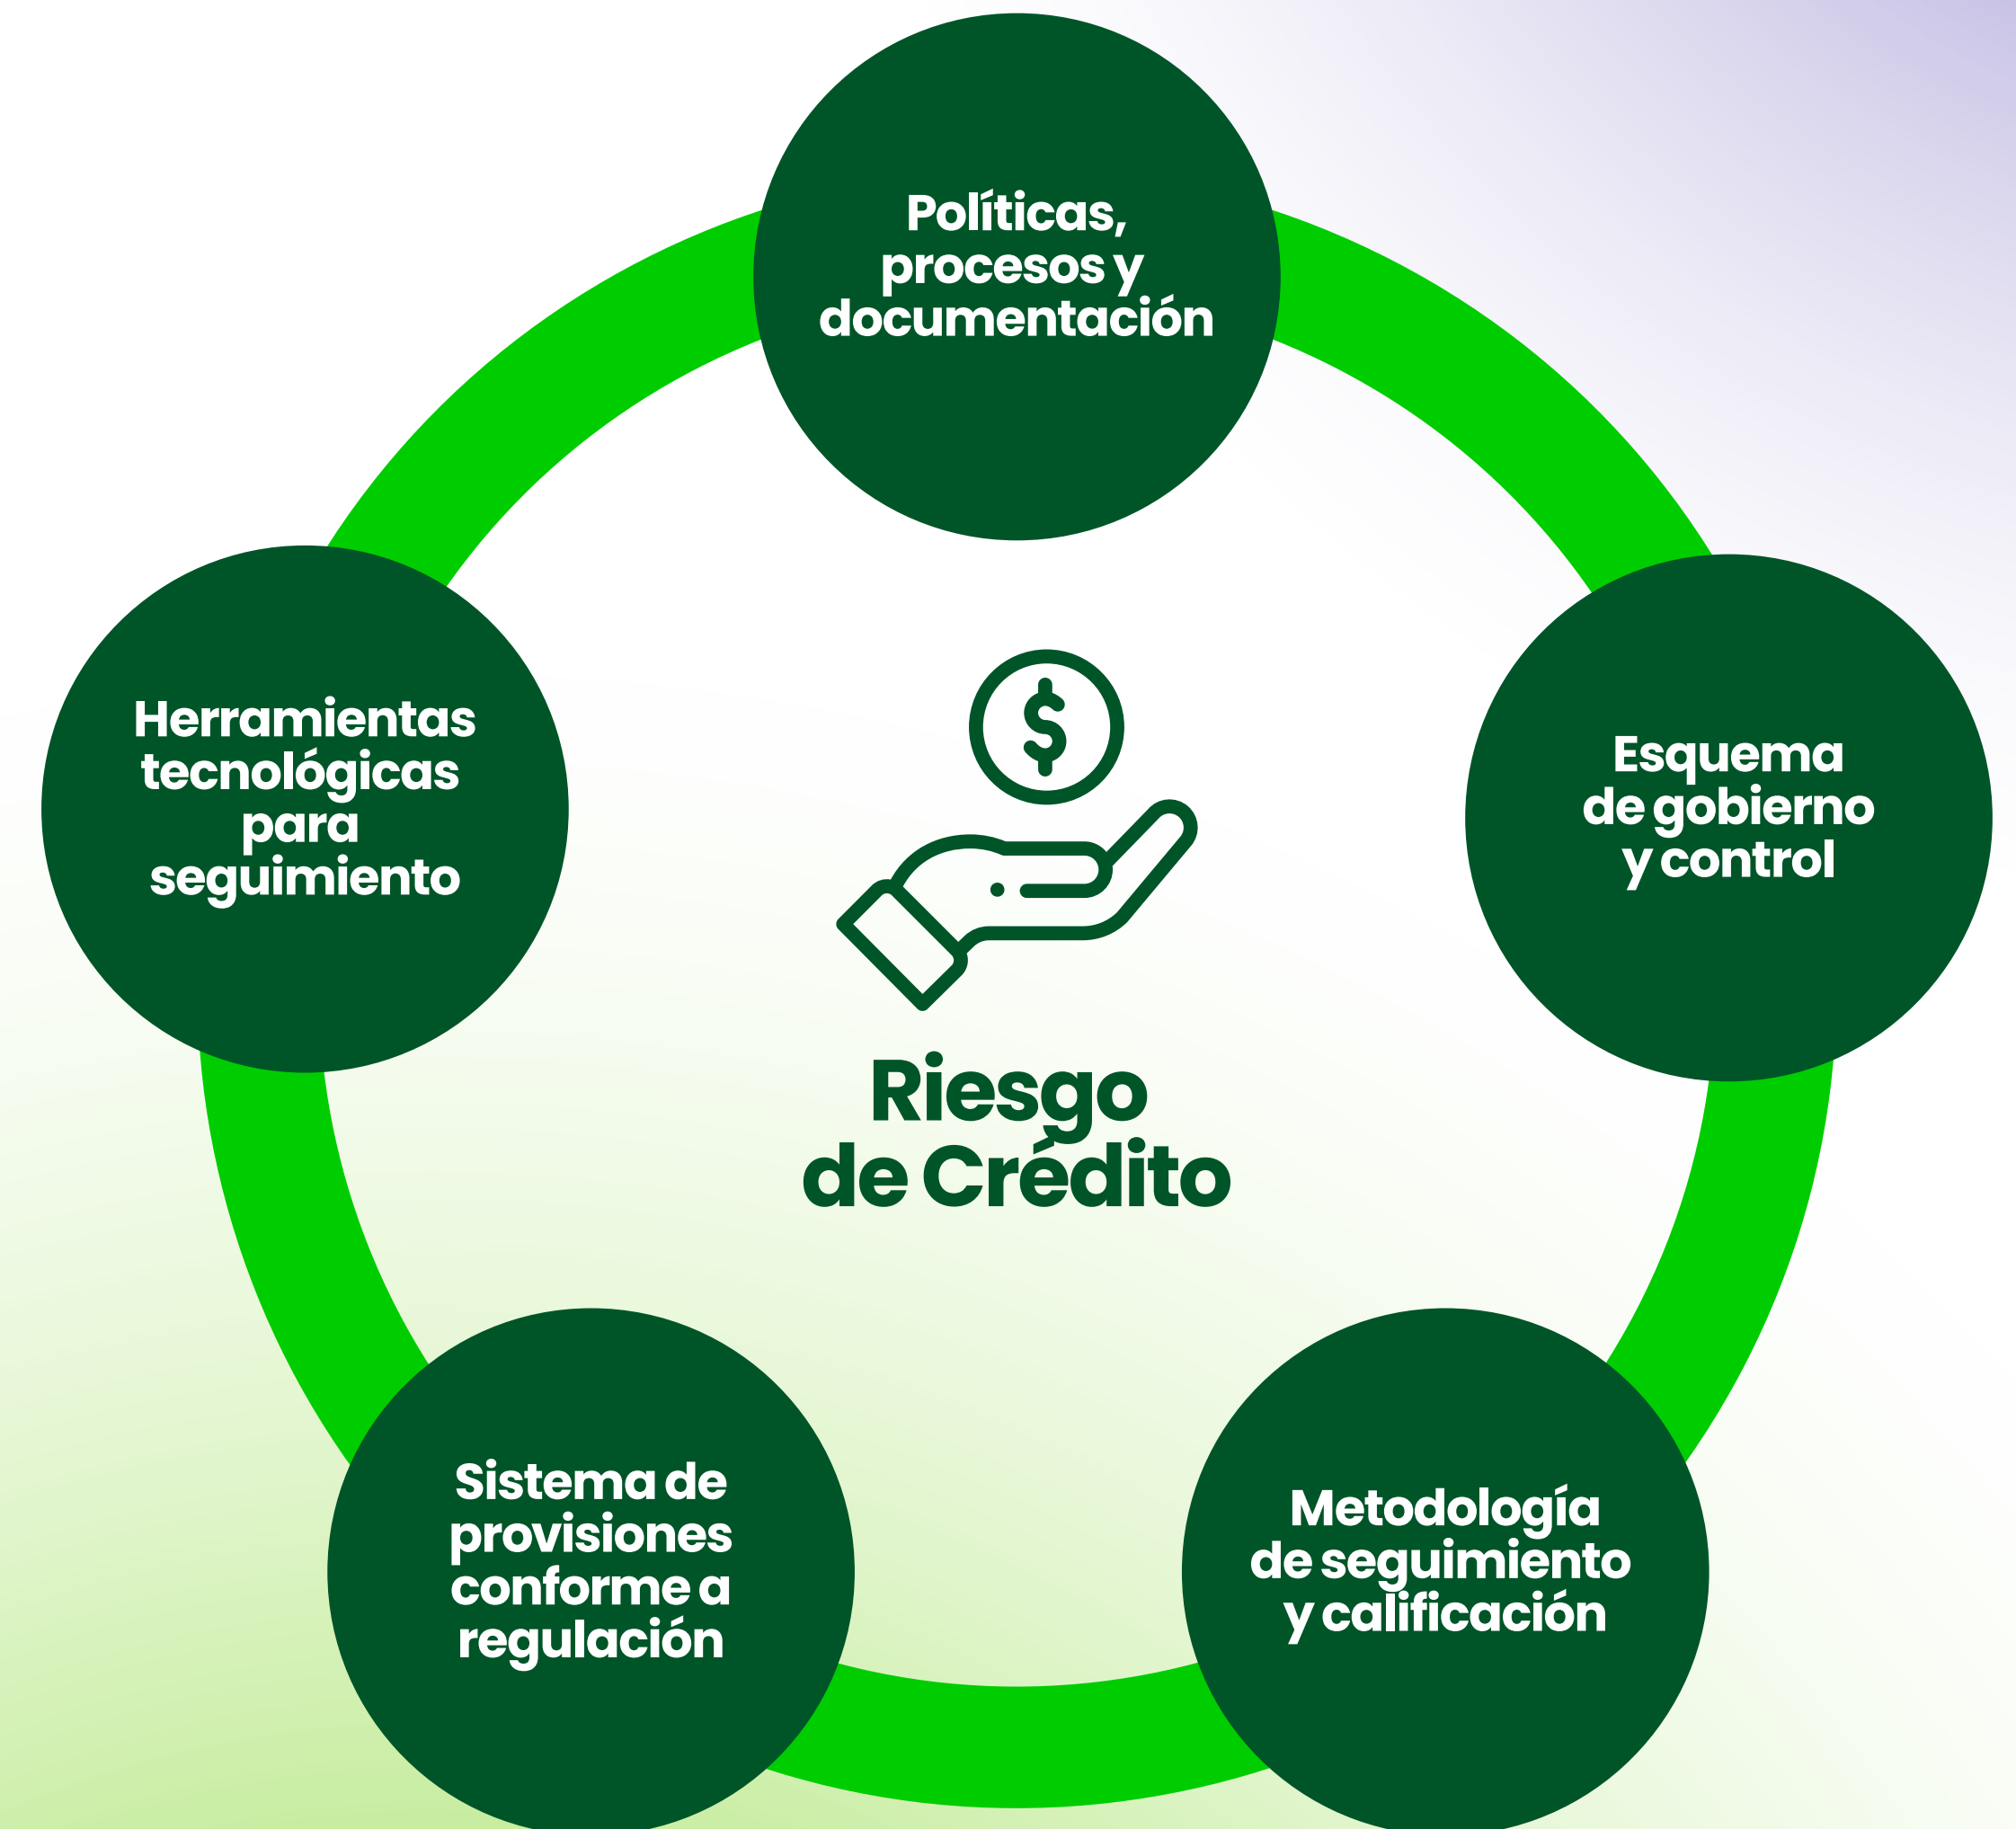 Políticas,
procesos y
documentación
Esquema
de gobierno
y control
Metodología
de seguimiento
y calificación
Sistema de
provisiones
conforme a
regulación
Herramientas
tecnológicas
para
seguimiento
$
Riesgo
de Crédito